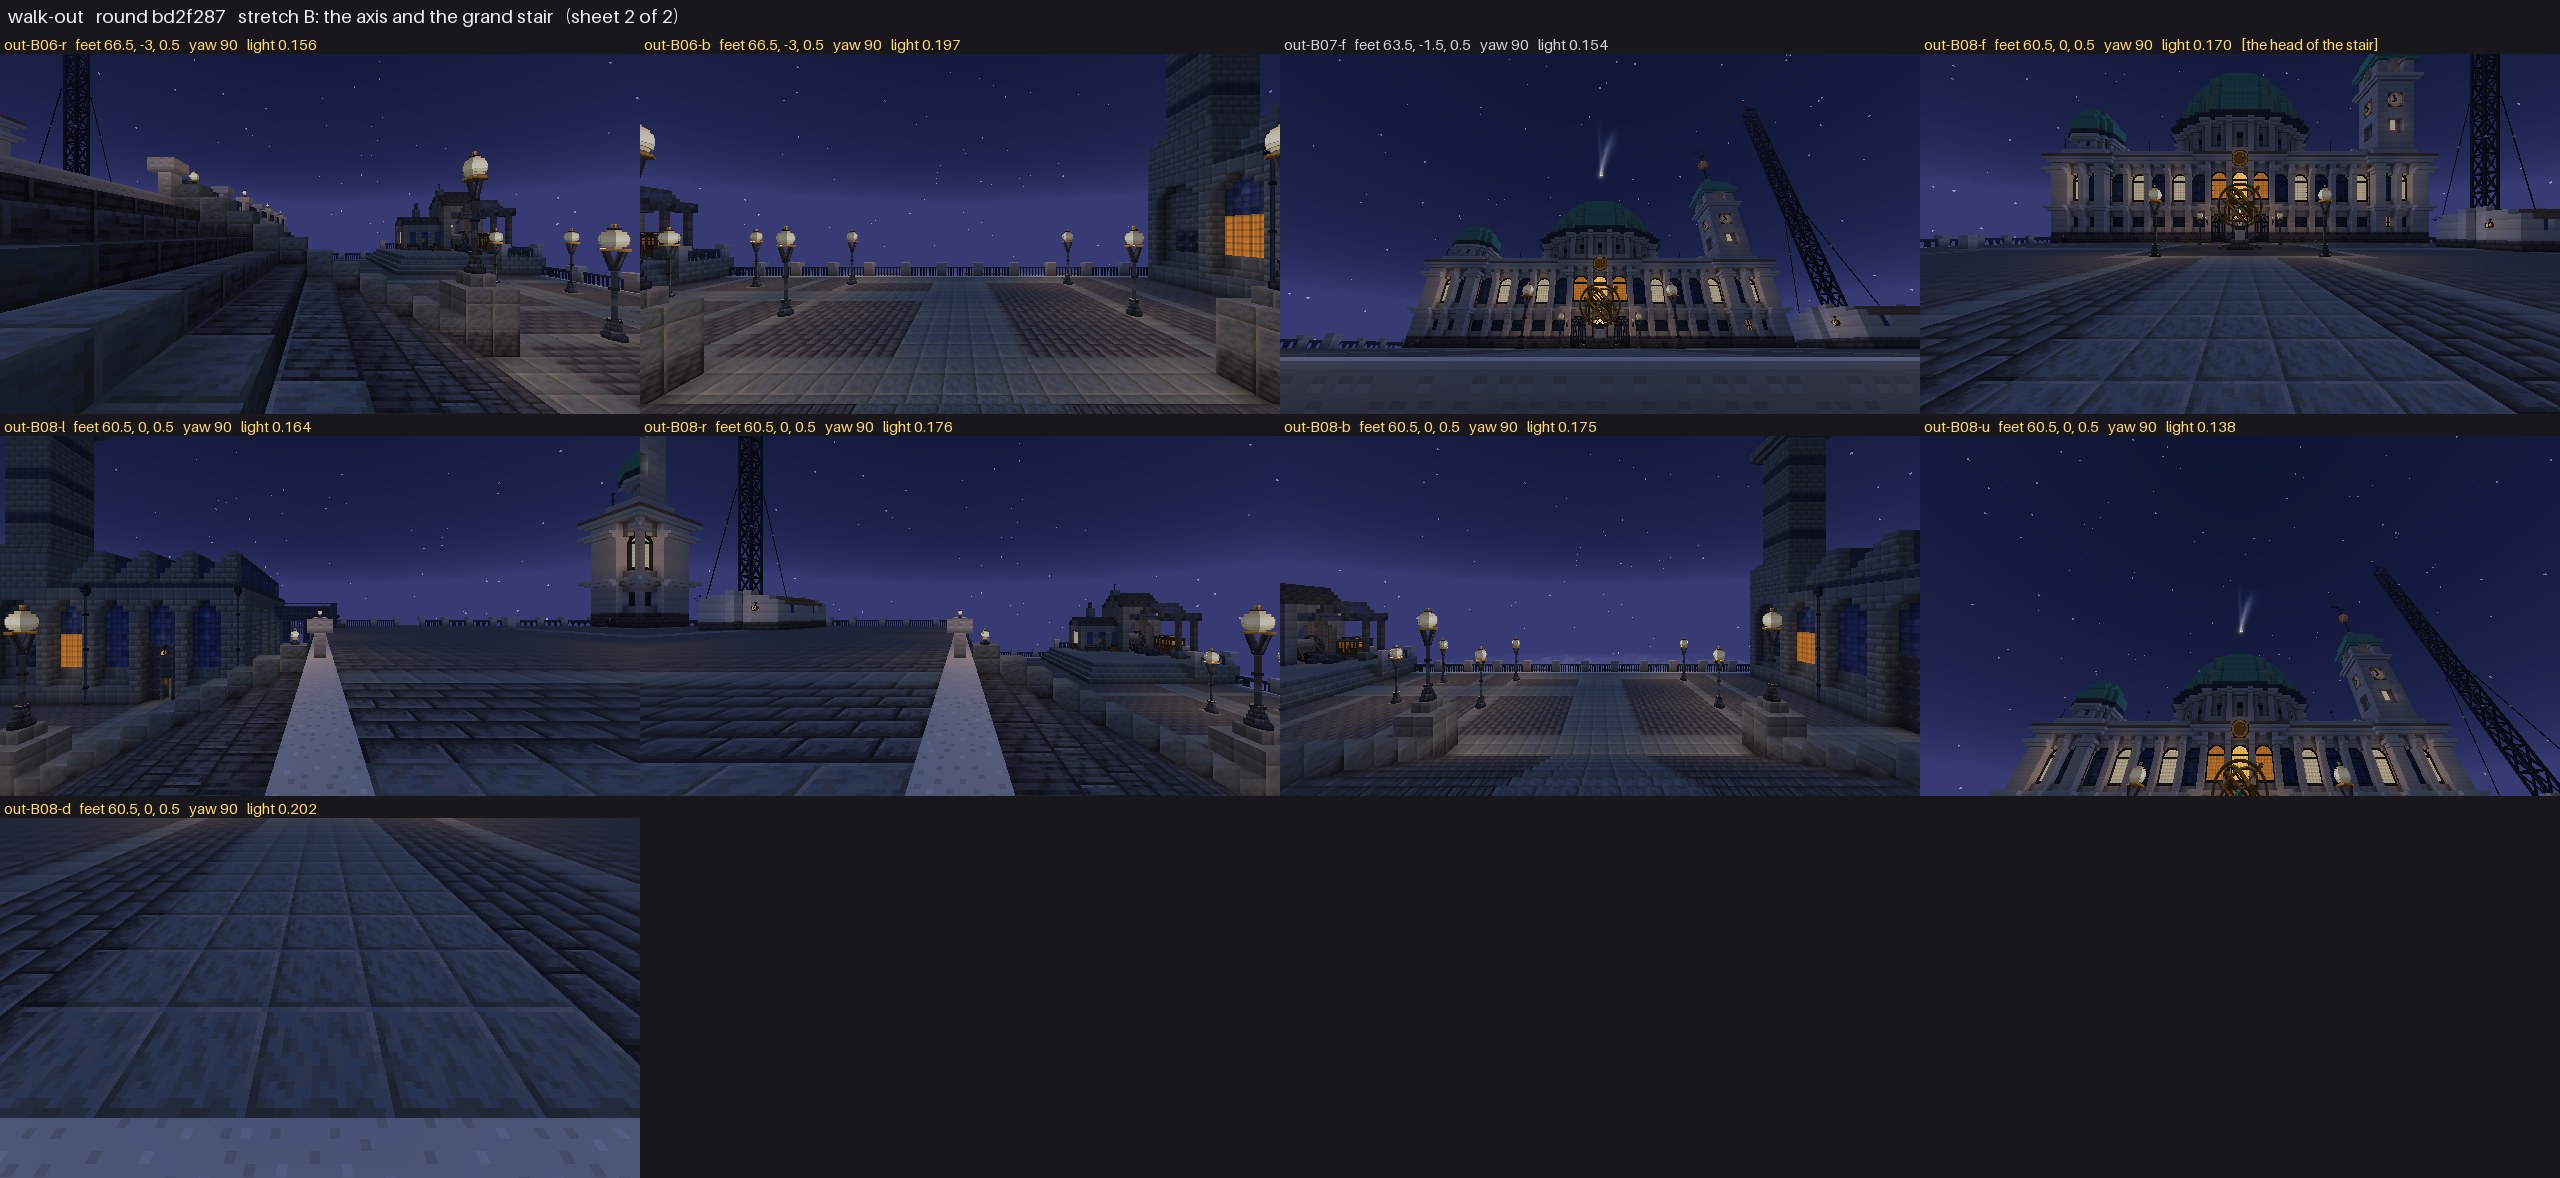 walk-out round bd2f287 stretch B: the axis and the grand stair (sheet 2 of 2)
out-B06-r feet 66.5, -3, 0.5 yaw 90 light 0.156
out-B06-b feet 66.5, -3, 0.5 yaw 90 light 0.197
out-B07-f feet 63.5, -1.5, 0.5 yaw 90 light 0.154
out-B08-f feet 60.5, 0, 0.5 yaw 90 light 0.170 [the head of the stair]
out-B08-l feet 60.5, 0, 0.5 yaw 90 light 0.164
out-B08-r feet 60.5, 0, 0.5 yaw 90 light 0.176
out-B08-b feet 60.5, 0, 0.5 yaw 90 light 0.175
out-B08-u feet 60.5, 0, 0.5 yaw 90 light 0.138
out-B08-d feet 60.5, 0, 0.5 yaw 90 light 0.202